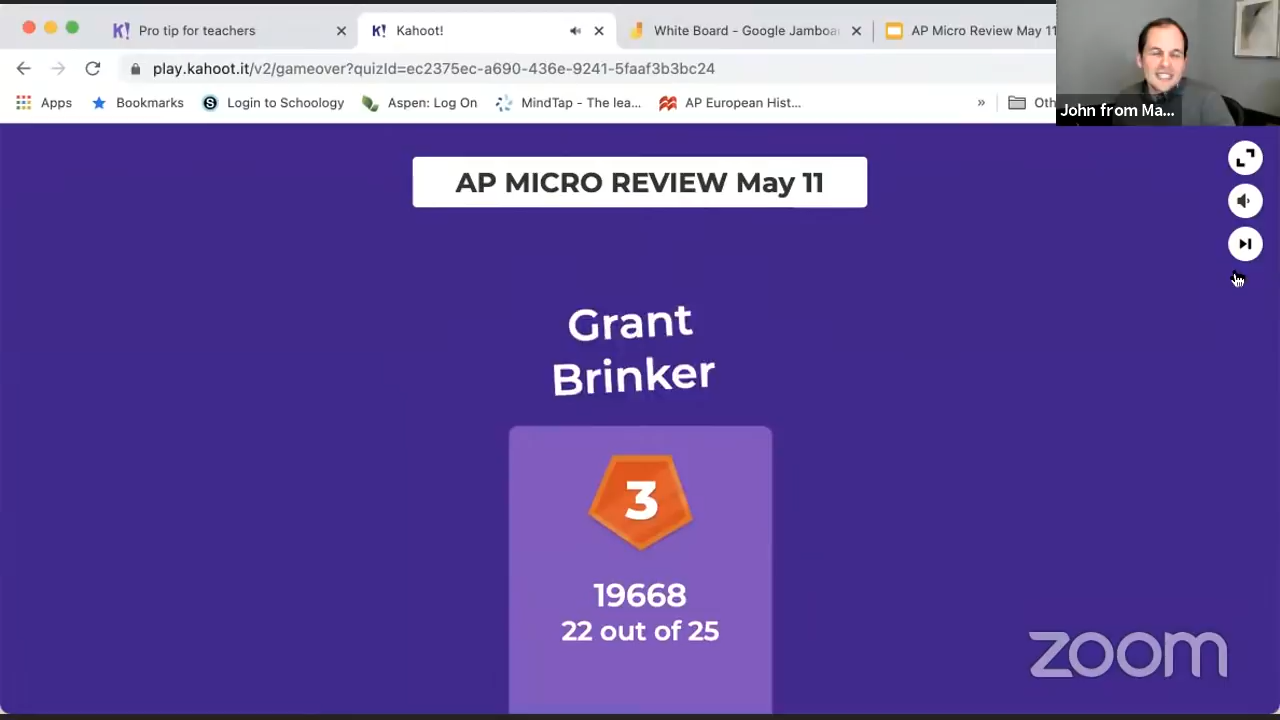 K! Pro tip for teachers
K! Kahoot!
White Board - Google Jamboa
AP Micro Review May 11
play.kahoot.it/v2/gameover?quizId=ec2375ec-a690-436e-9241-5faaf3b3bc24
Apps
Bookmarks
S Login to Schoology
Aspen: Log On
MindTap - The lea...
AP European Hist...
»
Oth
John from Ma...
AP MICRO REVIEW May 11
Grant
Brinker
3
19668
22 out of 25
zoom